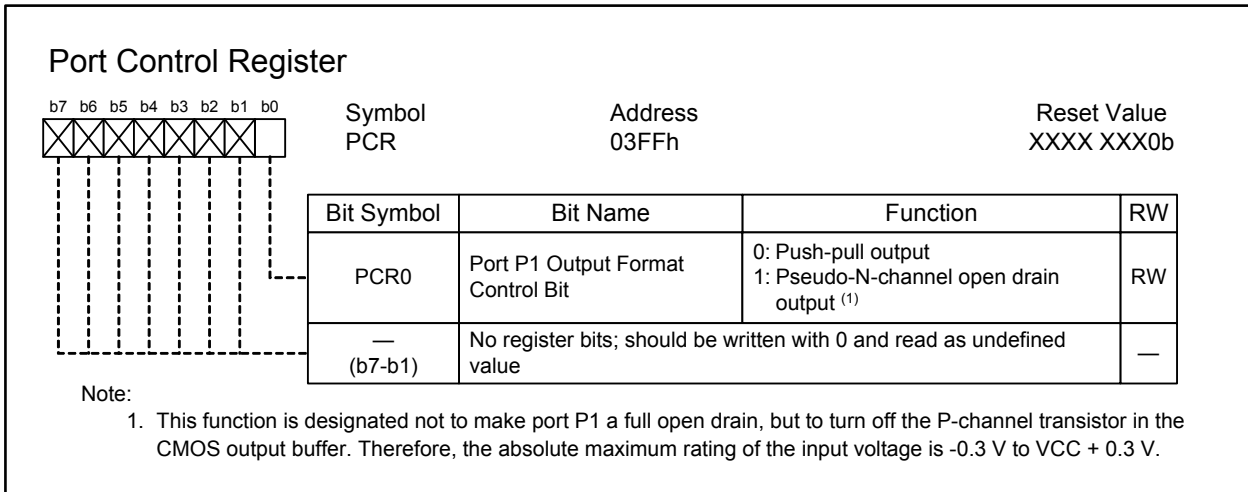 Port Control Register
b7 b6 b5 b4 b3 b2 b1 b0
Symbol Address Reset Value
PCR 03FFh XXXX XXX0b
Bit Symbol Bit Name Function RW
PCR0 Port P1 Output Format Control Bit 0: Push-pull output
1: Pseudo-N-channel open drain
output (1) RW
— (b7-b1) No register bits; should be written with 0 and read as undefined
value —
Note:
1. This function is designated not to make port P1 a full open drain, but to turn off the P-channel transistor in the
CMOS output buffer. Therefore, the absolute maximum rating of the input voltage is -0.3 V to VCC + 0.3 V.